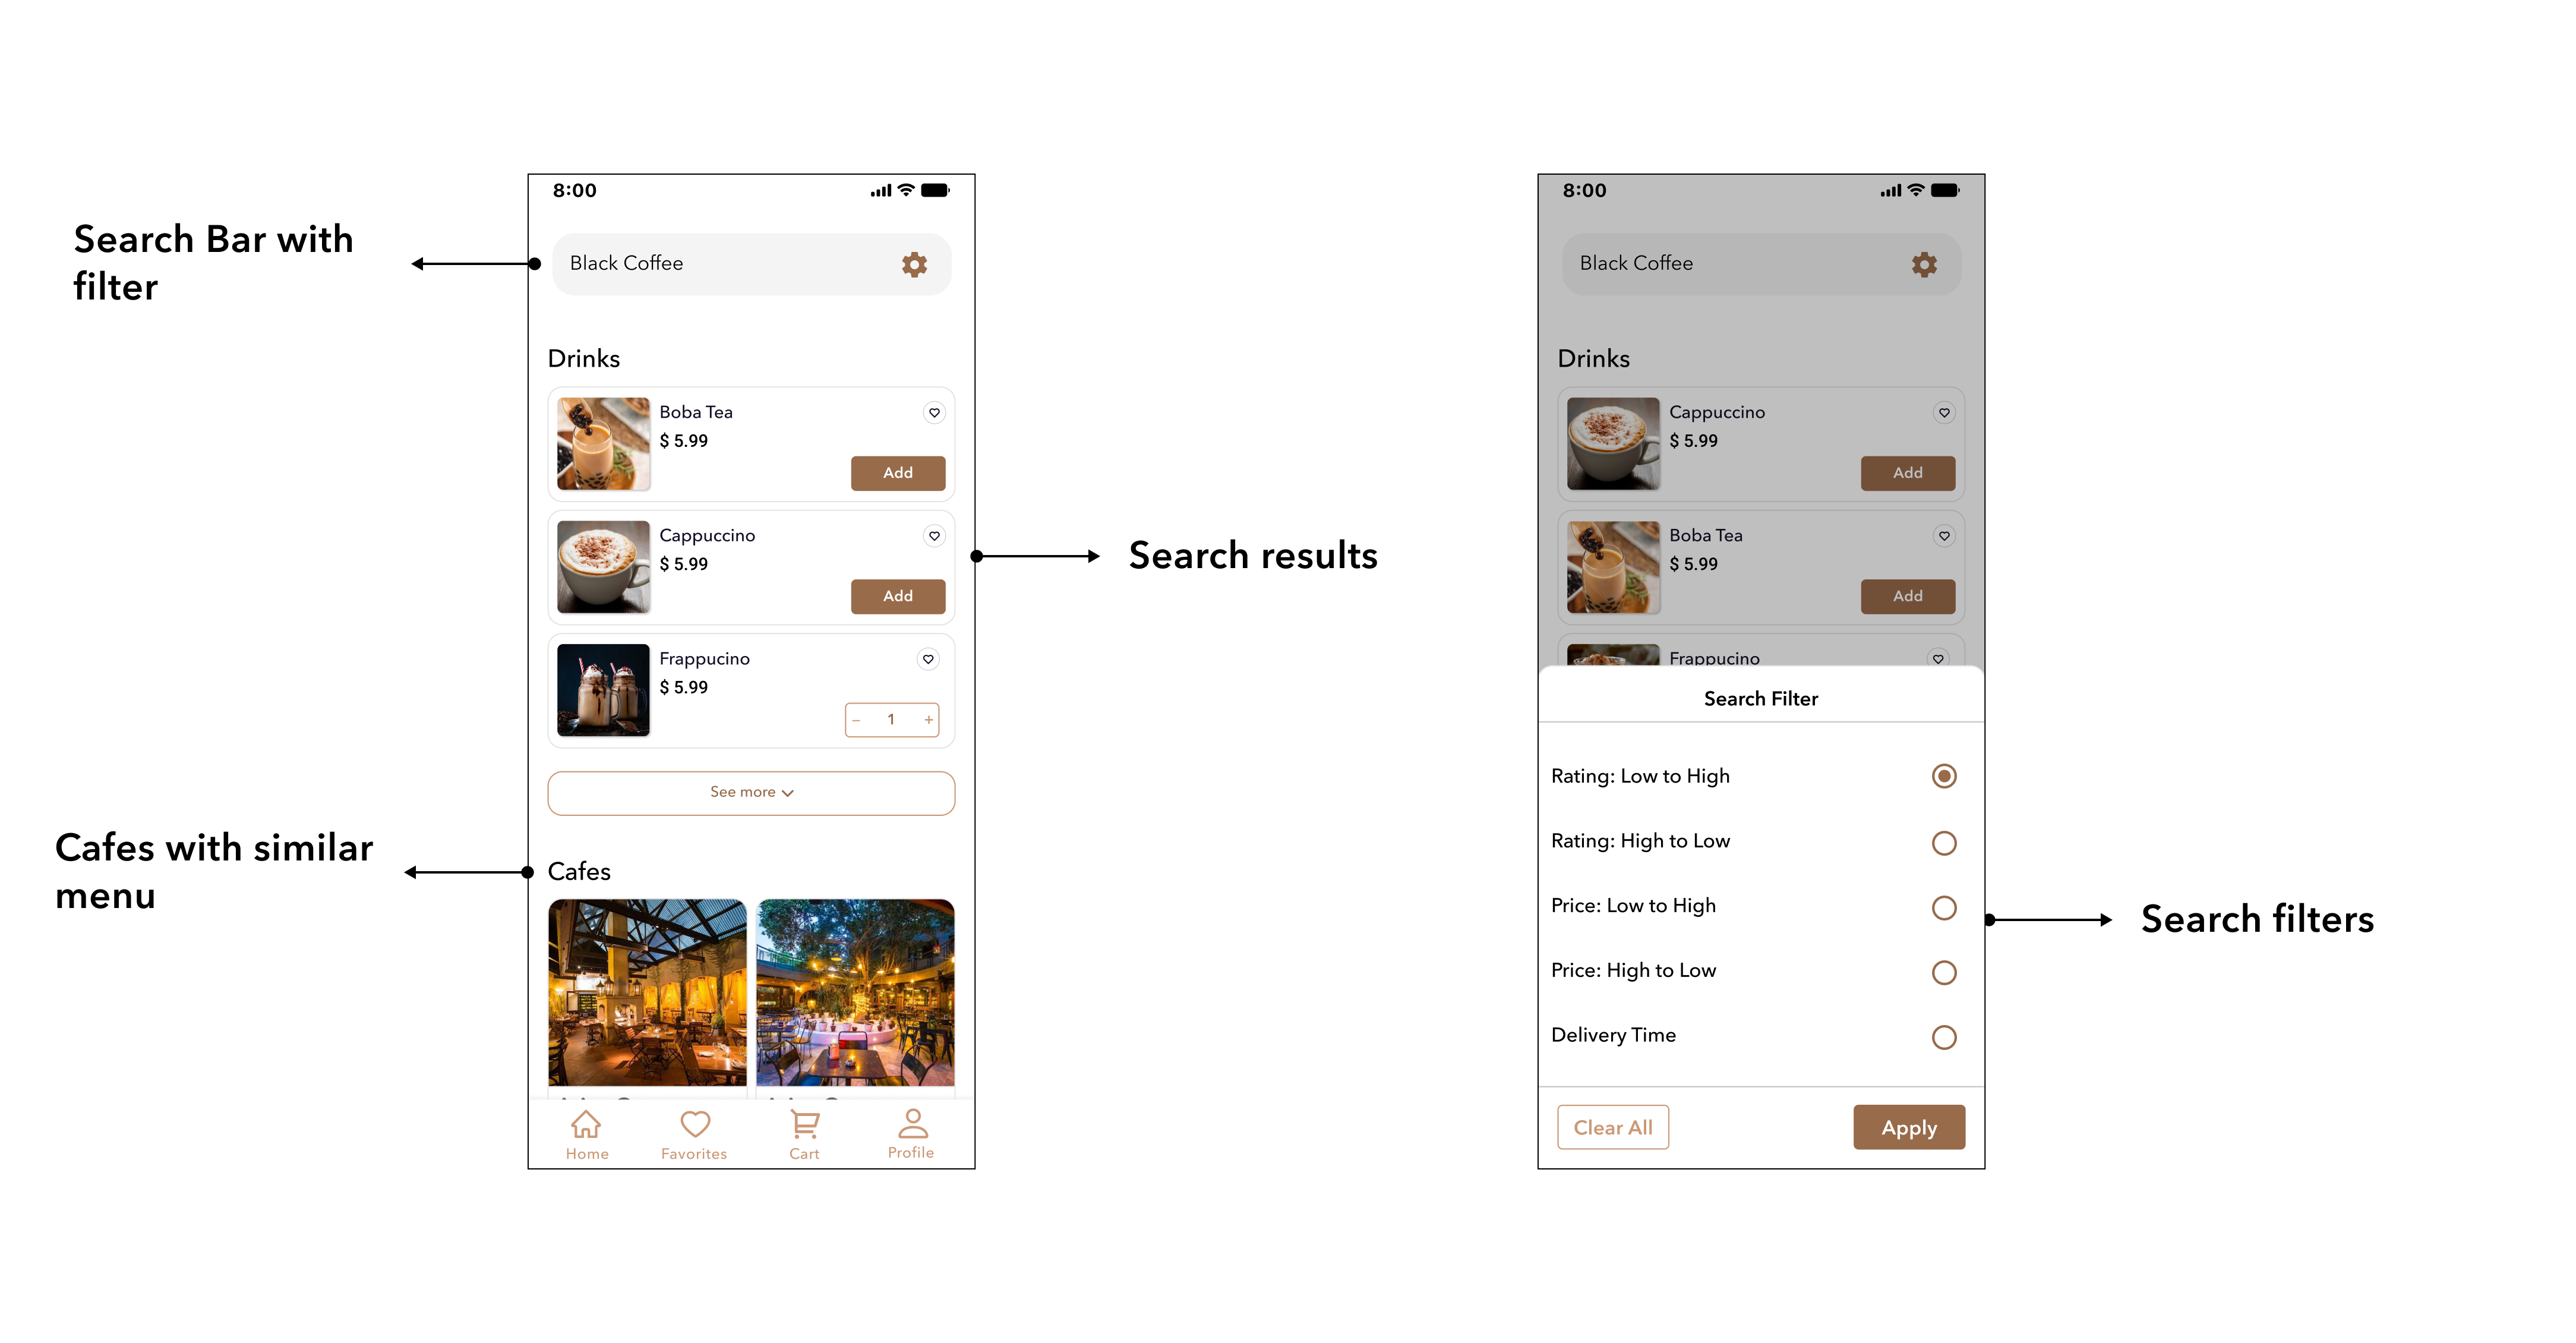 Search Bar with
filter
Cafes with similar
menu
8:00
Black Coffee
Drinks
Boba Tea
$ 5.99
Add
Cappuccino
$ 5.99
Add
Frappucino
$ 5.99
– 1 +
See more
Cafes
Home
Favorites
Cart
Profile
Search results
8:00
Black Coffee
Drinks
Cappuccino
$ 5.99
Add
Boba Tea
$ 5.99
Add
Frappucino
Search Filter
Rating: Low to High
Rating: High to Low
Price: Low to High
Price: High to Low
Delivery Time
Clear All
Apply
Search filters